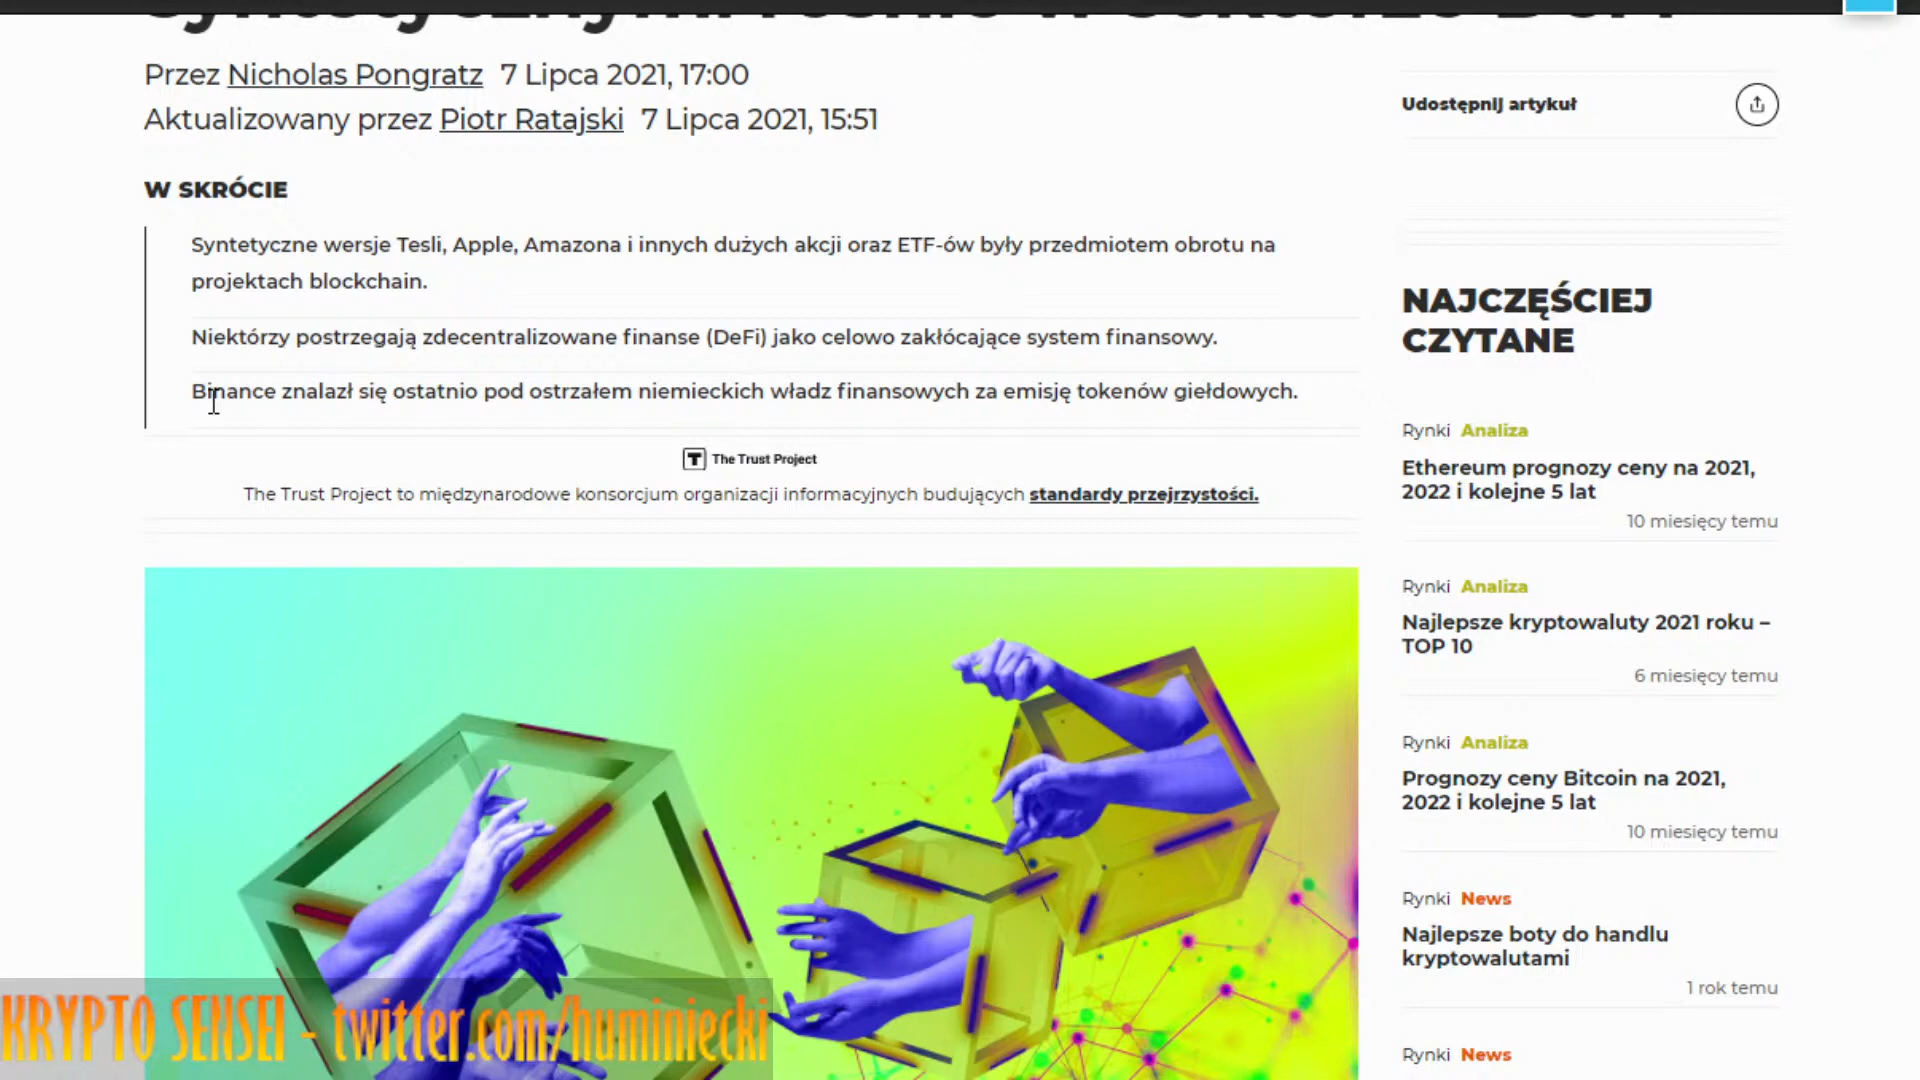 Przez Nicholas Pongratz 7 Lipca 2021, 17:00
Aktualizowany przez Piotr Ratajski 7 Lipca 2021, 15:51
W SKRÓCIE
Syntetyczne wersje Tesli, Apple, Amazona i innych dużych akcji oraz ETF-ów były przedmiotem obrotu na
projektach blockchain.
Niektórzy postrzegają zdecentralizowane finanse (DeFi) jako celowo zakłócające system finansowy.
Binance znalazł się ostatnio pod ostrzałem niemieckich władz finansowych za emisję tokenów giełdowych.
The Trust Project
The Trust Project to międzynarodowe konsorcjum organizacji informacyjnych budujących standardy przejrzystości.
Udostępnij artykuł
NAJCZĘŚCIEJ
CZYTANE
Rynki Analiza
Ethereum prognozy ceny na 2021,
2022 i kolejne 5 lat
10 miesięcy temu
Rynki Analiza
Najlepsze kryptowaluty 2021 roku –
TOP 10
6 miesięcy temu
Rynki Analiza
Prognozy ceny Bitcoin na 2021,
2022 i kolejne 5 lat
10 miesięcy temu
Rynki News
Najlepsze boty do handlu
kryptowalutami
1 rok temu
Rynki News
KRYPTO SENSEI - twitter.com/huminiecki